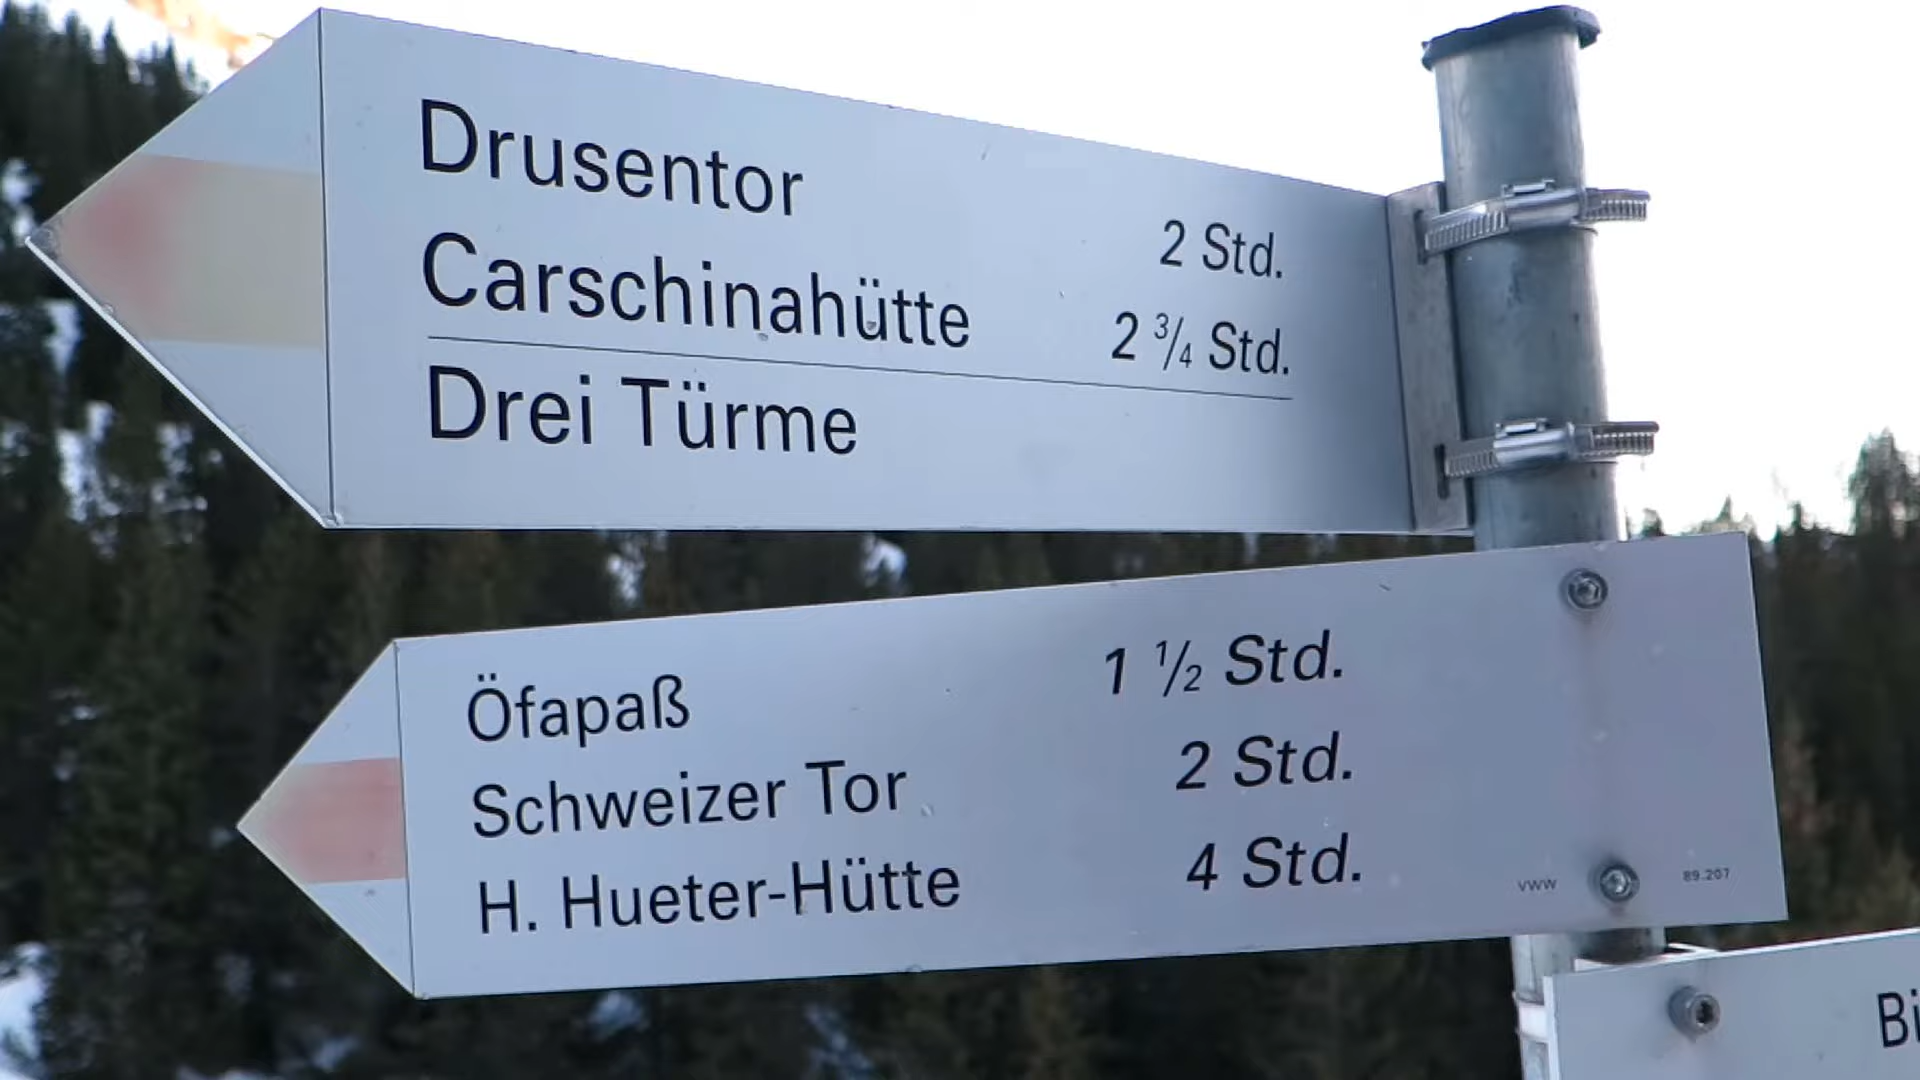 Drusentor 2 Std.
Carschinahütte 2 3/4 Std.
Drei Türme
Öfapaß 1 1/2 Std.
Schweizer Tor 2 Std.
H. Hueter-Hütte 4 Std.
VWW 89.207